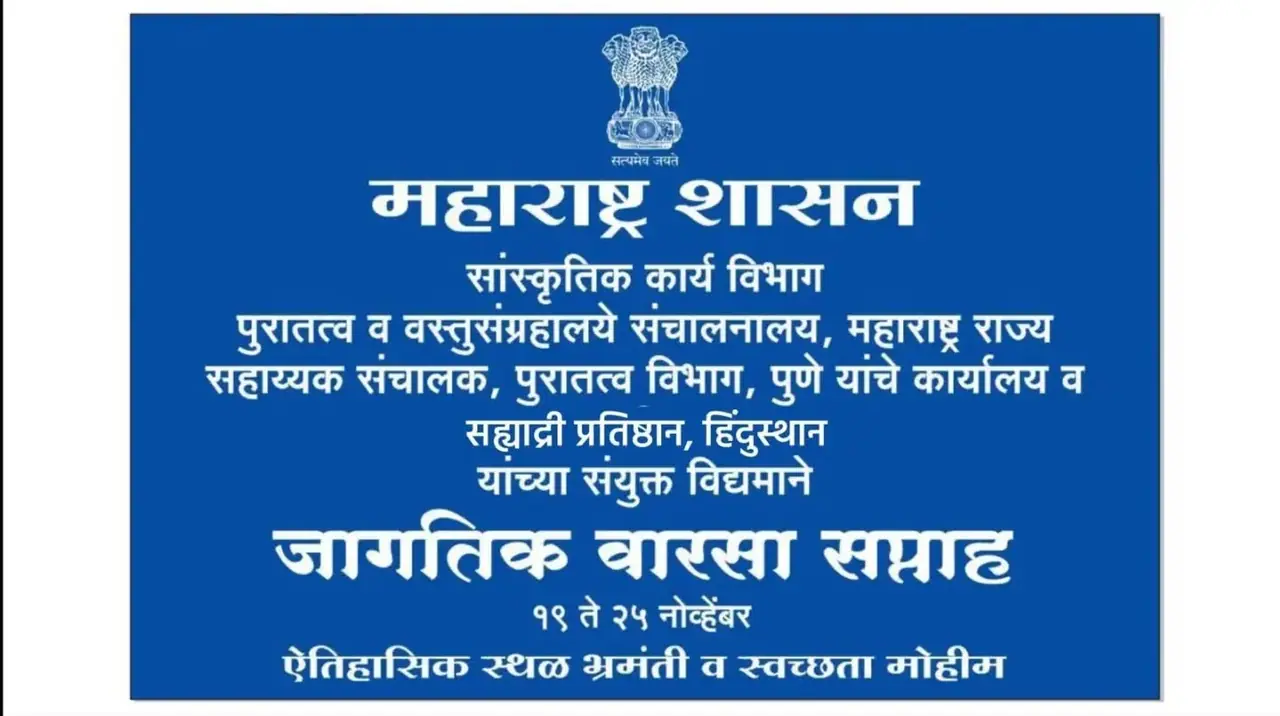 सत्यमेव जयते
महाराष्ट्र शासन
सांस्कृतिक कार्य विभाग
पुरातत्व व वस्तुसंग्रहालये संचालनालय, महाराष्ट्र राज्य
सहाय्यक संचालक, पुरातत्व विभाग, पुणे यांचे कार्यालय व
सह्याद्री प्रतिष्ठान, हिंदुस्थान
यांच्या संयुक्त विद्यमाने
जागतिक वारसा सप्ताह
१९ ते २५ नोव्हेंबर
ऐतिहासिक स्थळ भ्रमंती व स्वच्छता मोहीम